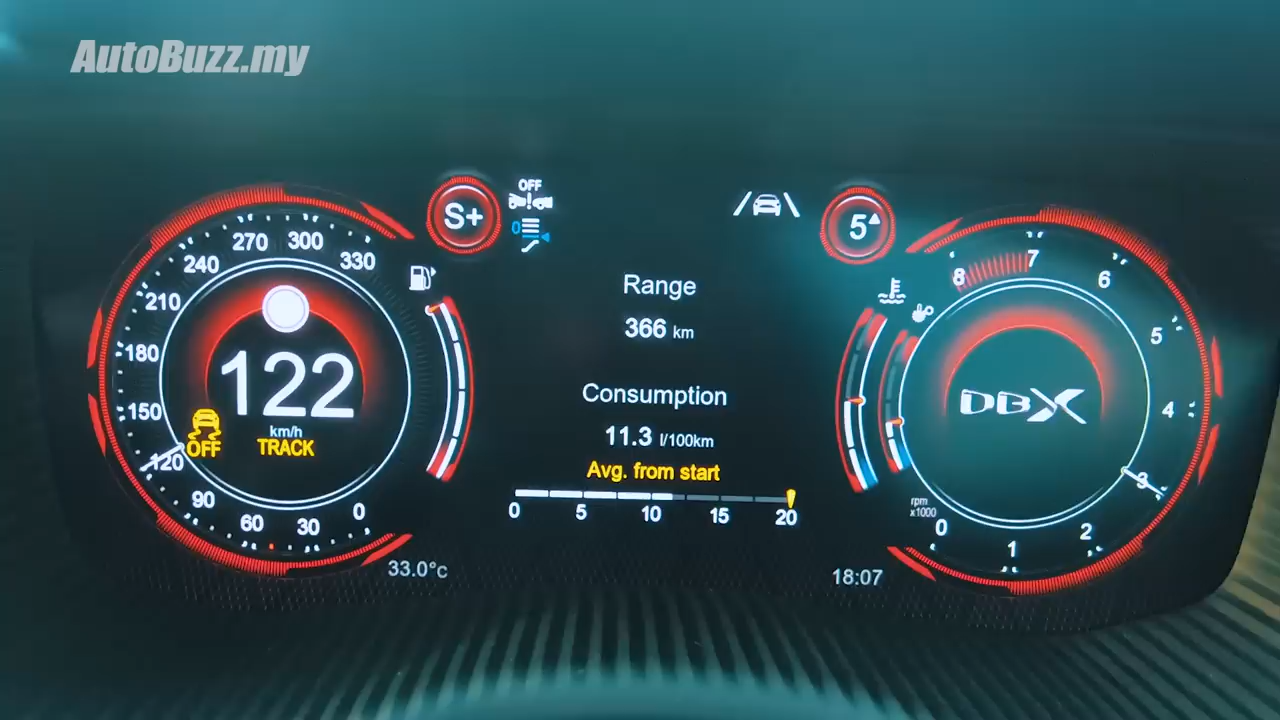 AutoBuzz.my
S+
OFF
5
0
270
300
240
330
210
180
150
120
90
60
30
0
122
km/h
OFF
TRACK
Range
366 km
Consumption
11.3 l/100km
Avg. from start
0 5 10 15 20
8
7
6
5
4
3
2
1
0
rpm
x1000
DBX
33.0°c
18:07